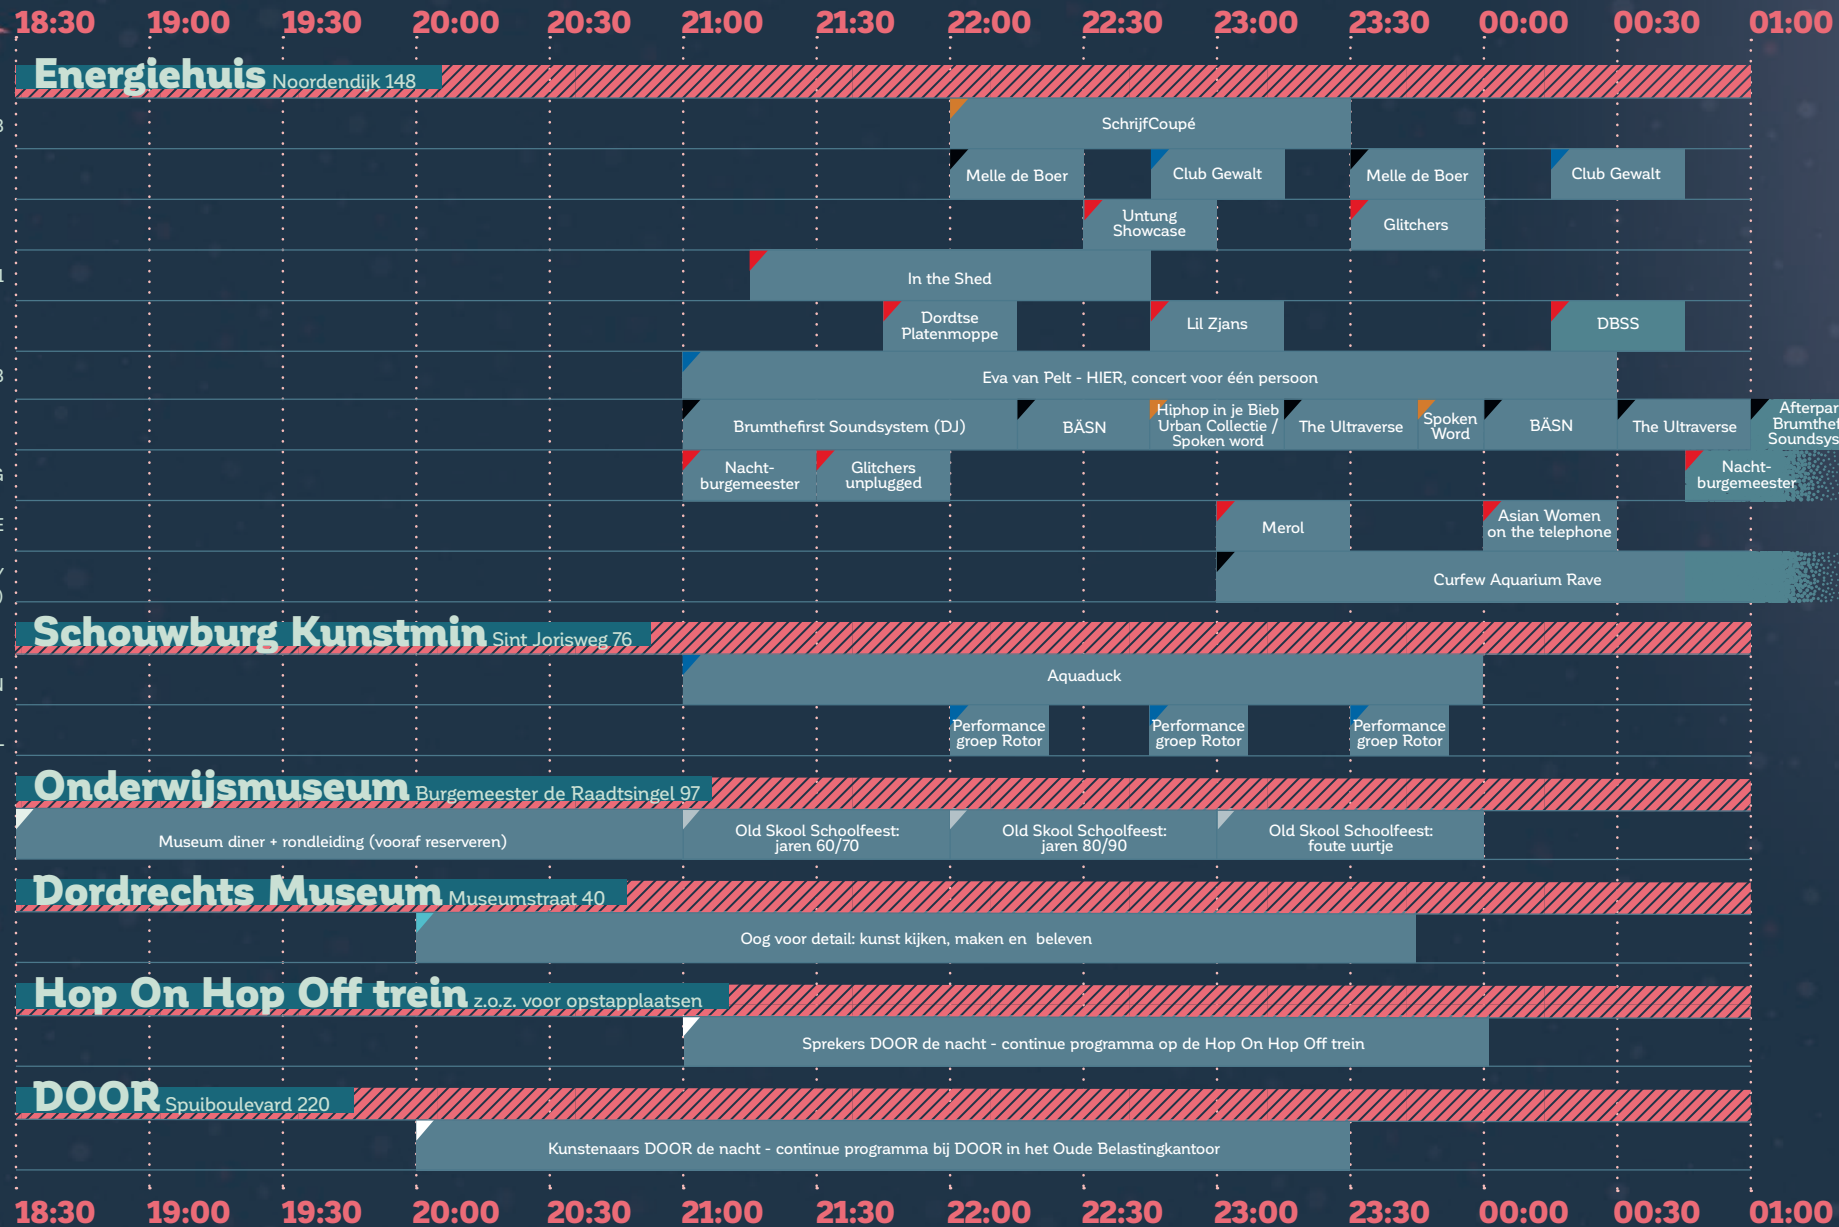 18:30 19:00 19:30 20:00 20:30 21:00 21:30 22:00 22:30 23:00 23:30 00:00 00:30 01:00
Energiehuis Noordendijk 148
SchrijfCoupé
Melle de Boer Club Gewalt Melle de Boer Club Gewalt
Untung
Showcase
Glitchers
In the Shed
Dordtse
Platenmoppe
Lil Zjans
DBSS
Eva van Pelt - HIER, concert voor één persoon
Brumthefirst Soundsystem (DJ)
BÄSN
Hiphop in je Bieb
Urban Collectie /
Spoken word
The Ultraverse
Spoken
Word
BÄSN
The Ultraverse
Afterpar
Brumthef
Soundsys
Nacht-
burgemeester
Glitchers
unplugged
Nacht-
burgemeester
Merol
Asian Women
on the telephone
Curfew Aquarium Rave
Schouwburg Kunstmin Sint Jorisweg 76
Aquaduck
Performance
groep Rotor
Performance
groep Rotor
Performance
groep Rotor
Onderwijsmuseum Burgemeester de Raadtsingel 97
Museum diner + rondleiding (vooraf reserveren)
Old Skool Schoolfeest:
jaren 60/70
Old Skool Schoolfeest:
jaren 80/90
Old Skool Schoolfeest:
foute uurtje
Dordrechts Museum Museumstraat 40
Oog voor detail: kunst kijken, maken en beleven
Hop On Hop Off trein z.o.z. voor opstapplaatsen
Sprekers DOOR de nacht - continue programma op de Hop On Hop Off trein
DOOR Spuiboulevard 220
Kunstenaars DOOR de nacht - continue programma bij DOOR in het Oude Belastingkantoor
18:30 19:00 19:30 20:00 20:30 21:00 21:30 22:00 22:30 23:00 23:30 00:00 00:30 01:00